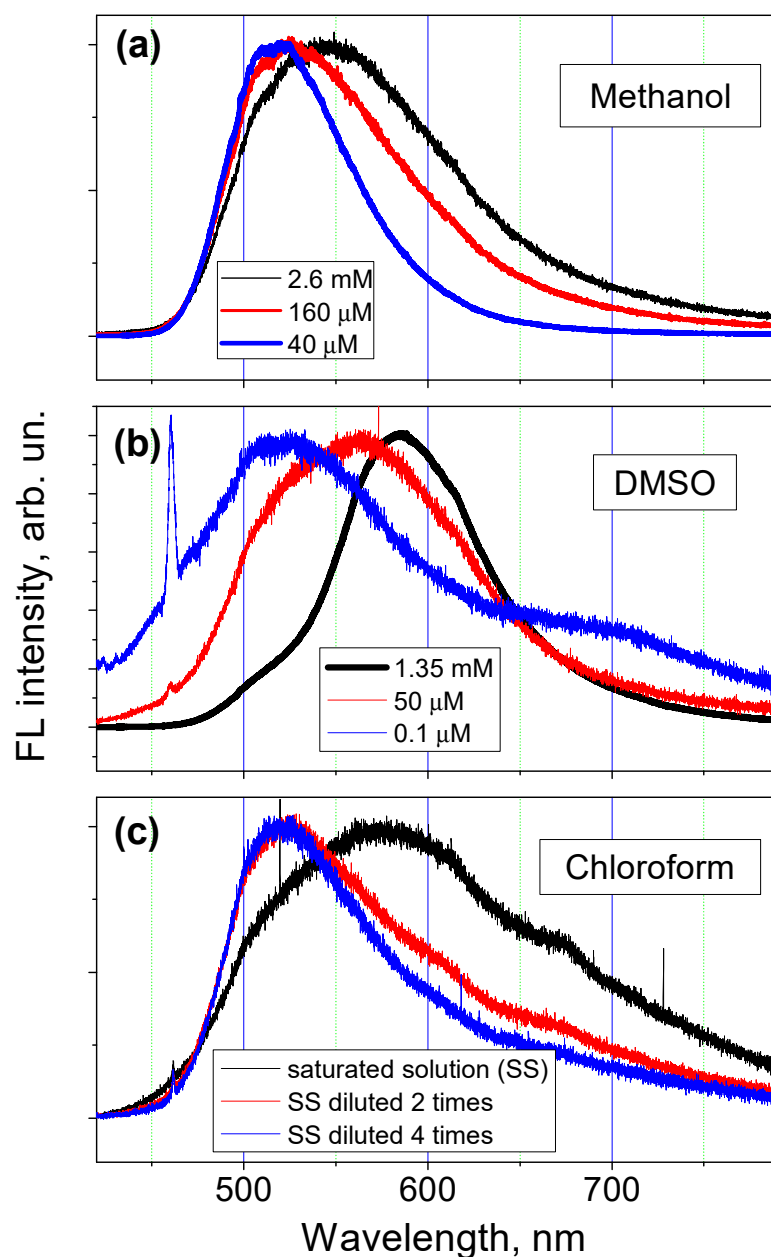 (a)
Methanol
2.6 mM
160 μM
40 μM
(b)
DMSO
1.35 mM
50 μM
0.1 μM
FL intensity, arb. un.
(c)
Chloroform
saturated solution (SS)
SS diluted 2 times
SS diluted 4 times
500 600 700
Wavelength, nm